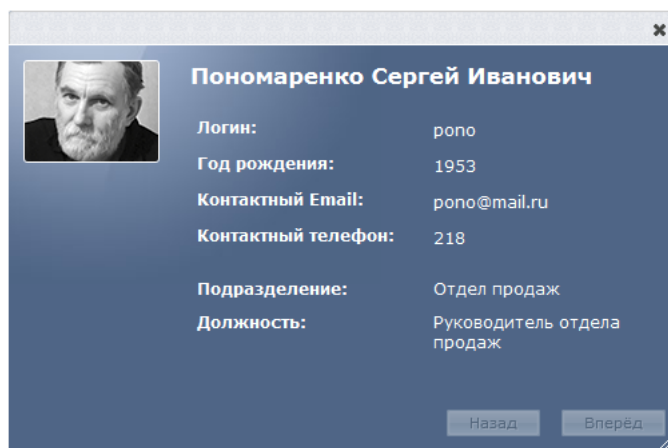 Пономаренко Сергей Иванович
Логин: pono
Год рождения: 1953
Контактный Email: pono@mail.ru
Контактный телефон: 218
Подразделение: Отдел продаж
Должность: Руководитель отдела
продаж
Назад Вперёд